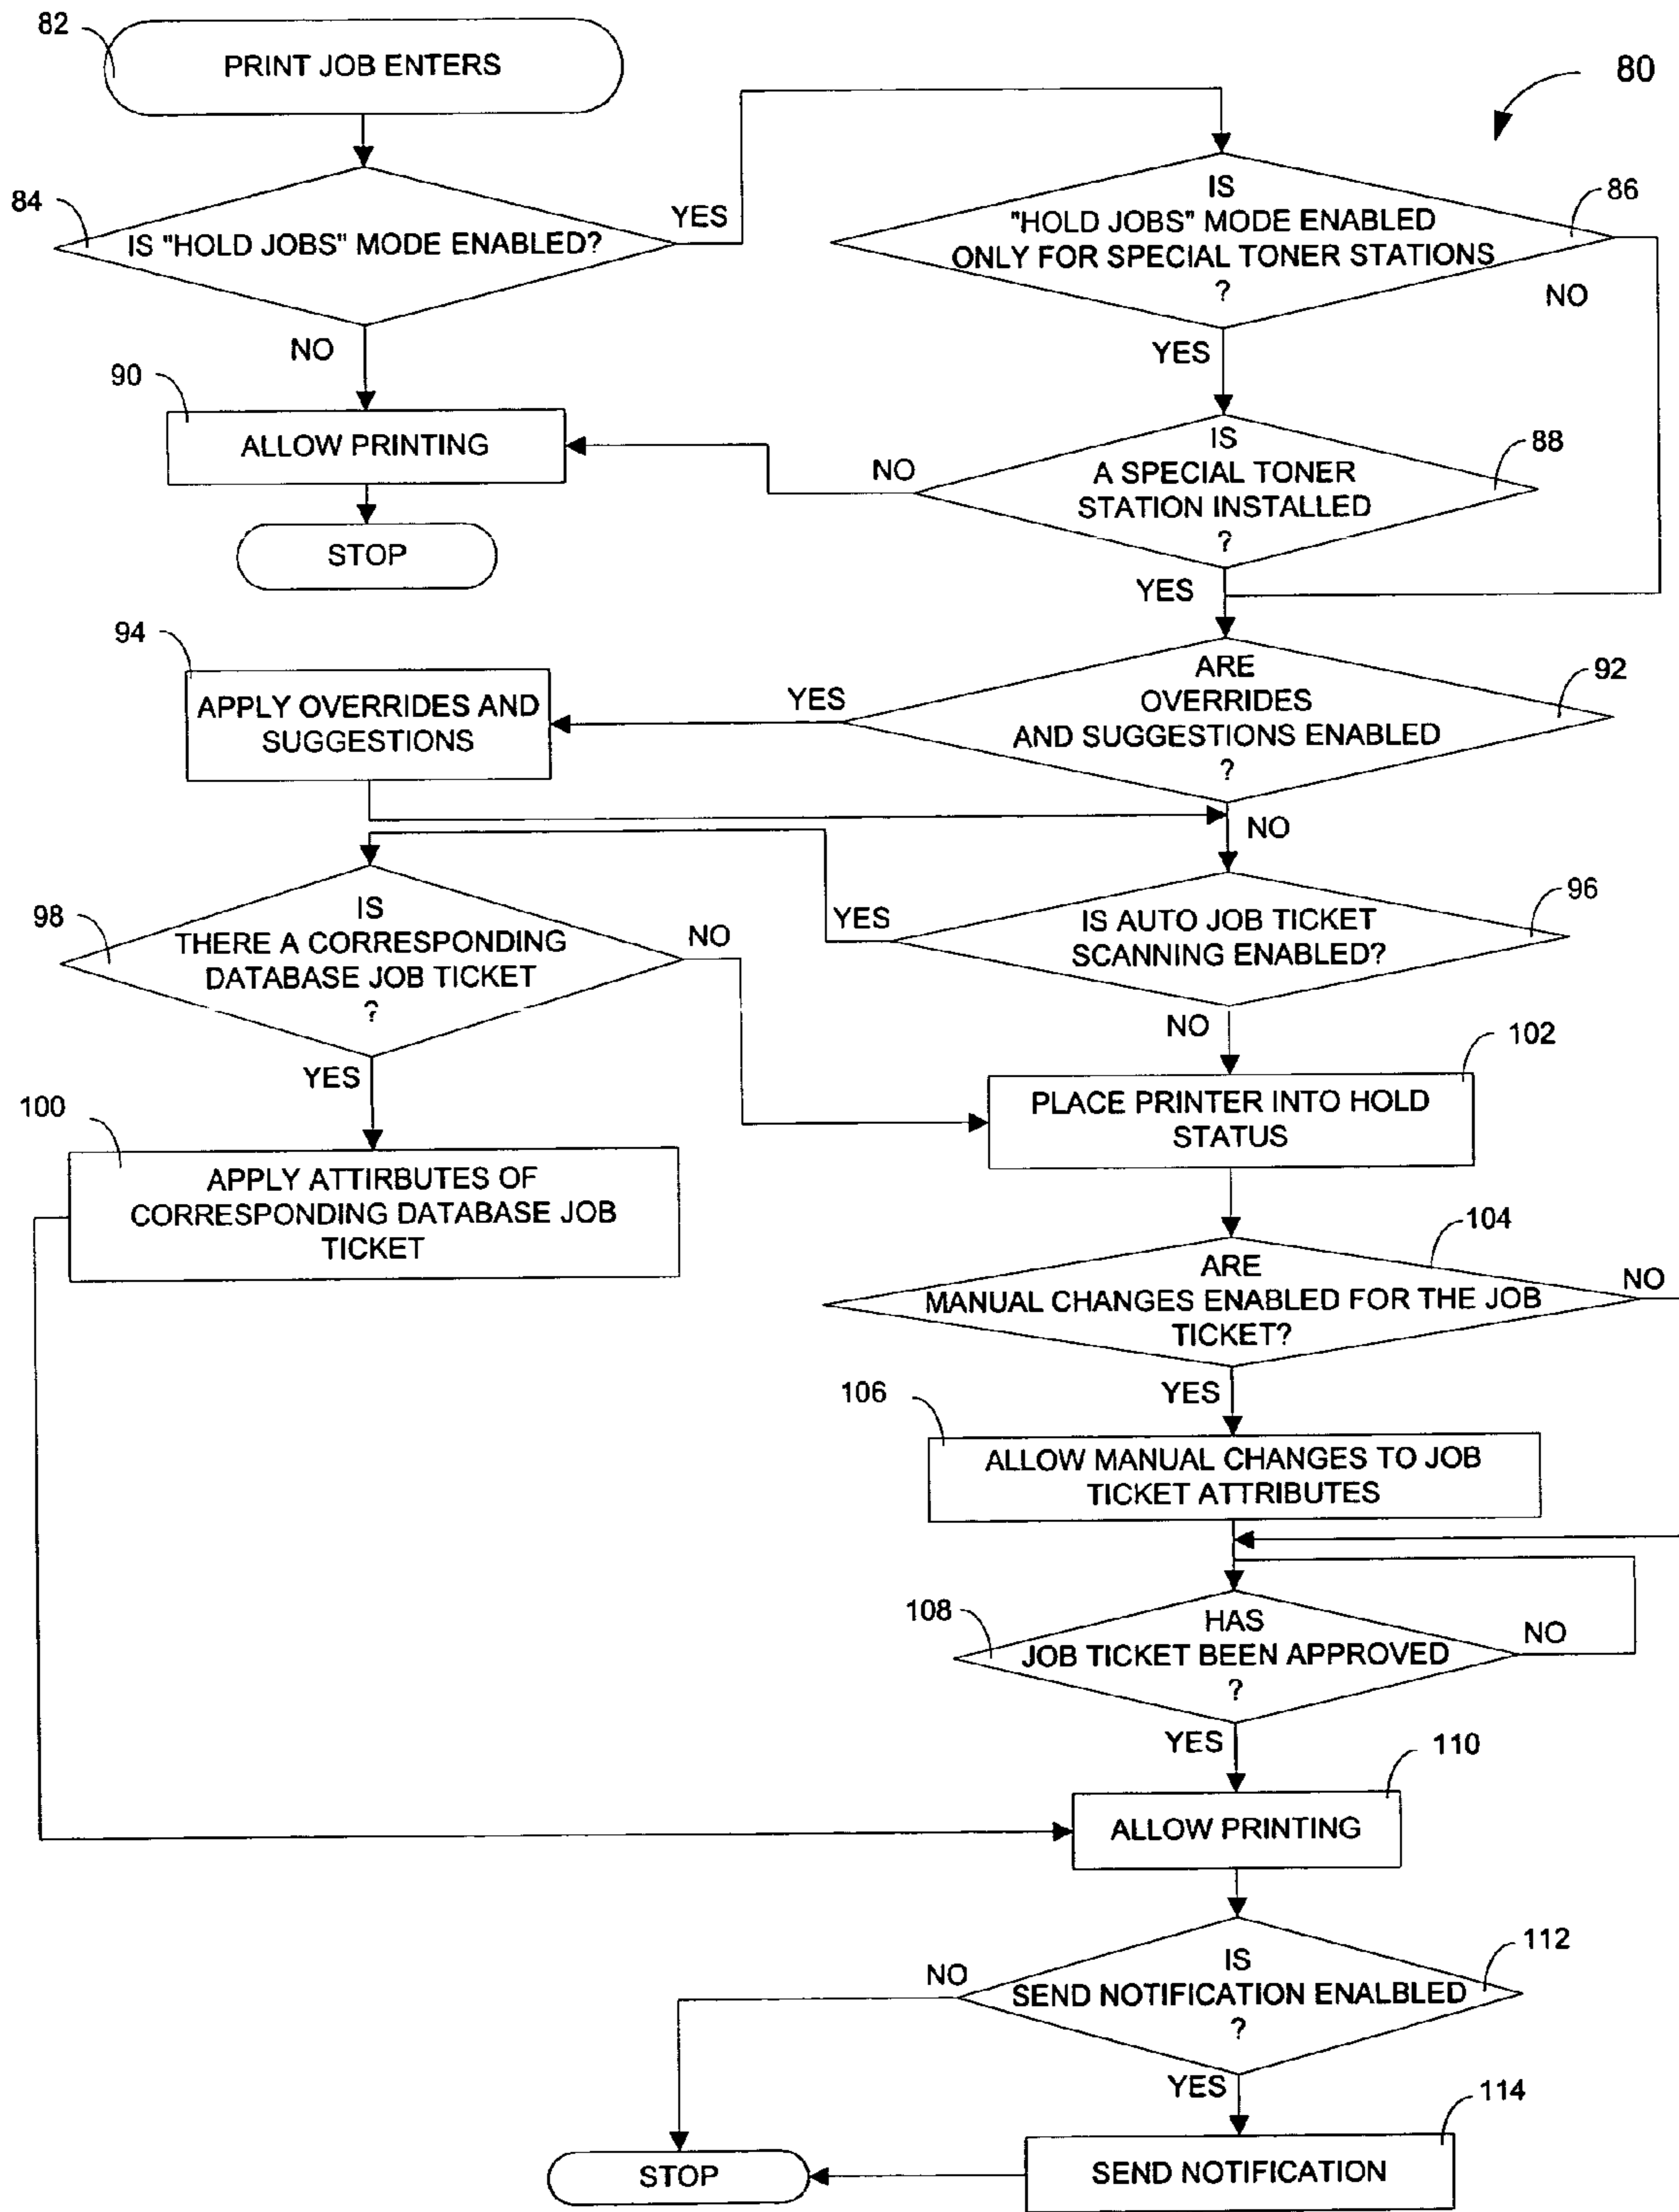 82
PRINT JOB ENTERS
80
84
IS "HOLD JOBS" MODE ENABLED?
YES
NO
86
IS
"HOLD JOBS" MODE ENABLED
ONLY FOR SPECIAL TONER STATIONS
?
NO
YES
90
ALLOW PRINTING
STOP
88
IS
A SPECIAL TONER
STATION INSTALLED
?
NO
YES
94
APPLY OVERRIDES AND
SUGGESTIONS
YES
92
ARE
OVERRIDES
AND SUGGESTIONS ENABLED
?
NO
96
IS AUTO JOB TICKET
SCANNING ENABLED?
YES
NO
98
IS
THERE A CORRESPONDING
DATABASE JOB TICKET
?
NO
YES
100
APPLY ATTIRBUTES OF
CORRESPONDING DATABASE JOB
TICKET
102
PLACE PRINTER INTO HOLD
STATUS
104
ARE
MANUAL CHANGES ENABLED FOR THE JOB
TICKET?
NO
YES
106
ALLOW MANUAL CHANGES TO JOB
TICKET ATTRIBUTES
108
HAS
JOB TICKET BEEN APPROVED
?
NO
YES
110
ALLOW PRINTING
112
IS
SEND NOTIFICATION ENALBLED
?
NO
YES
114
SEND NOTIFICATION
STOP